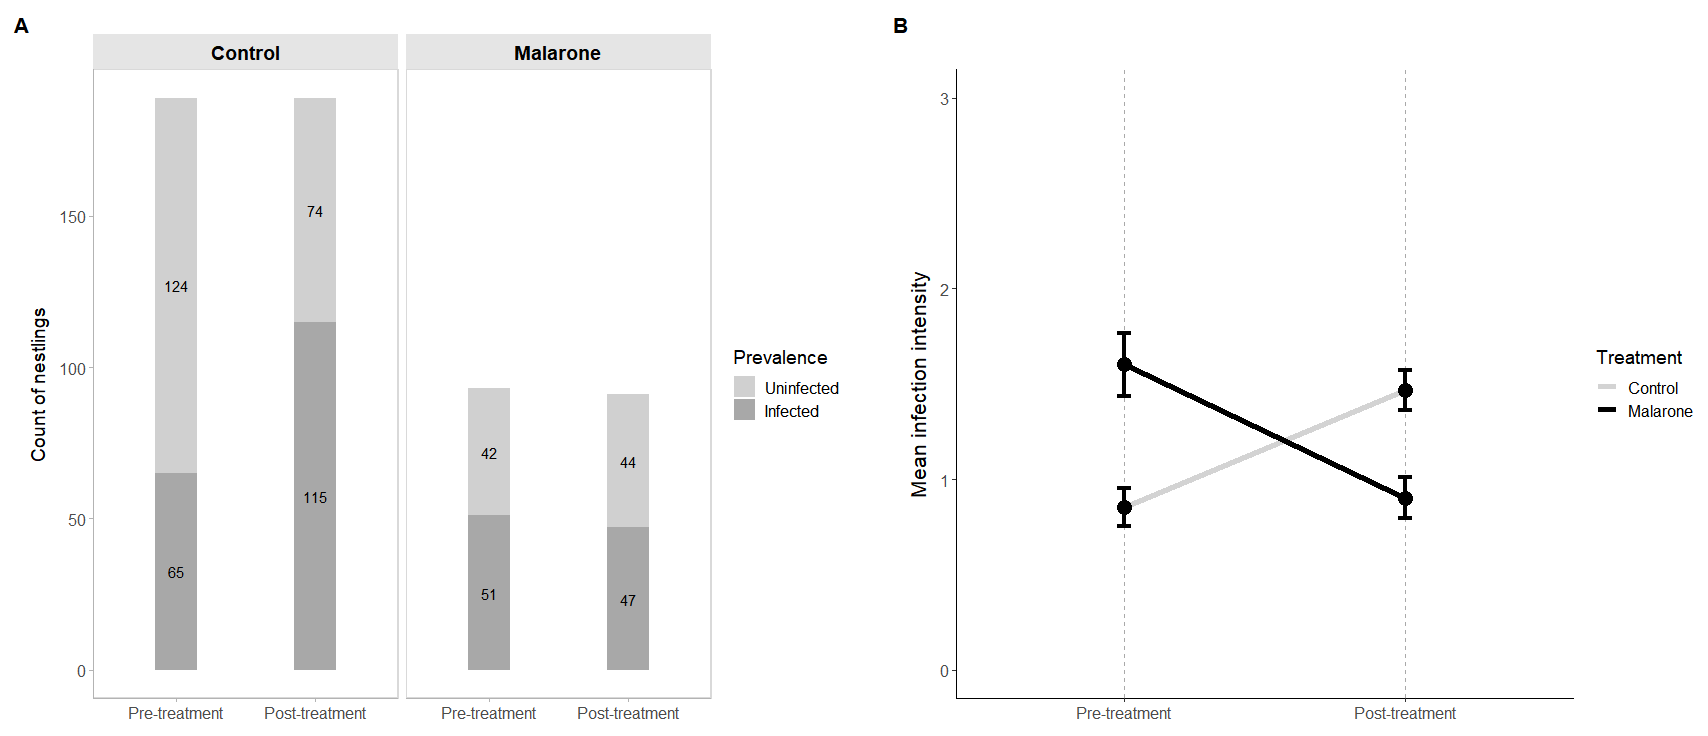 A
Control
Malarone
Count of nestlings
150
100
50
0
124
65
74
115
42
51
44
47
Pre-treatment
Post-treatment
Pre-treatment
Post-treatment
Prevalence
Uninfected
Infected
B
Mean infection intensity
3
2
1
0
Pre-treatment
Post-treatment
Treatment
Control
Malarone